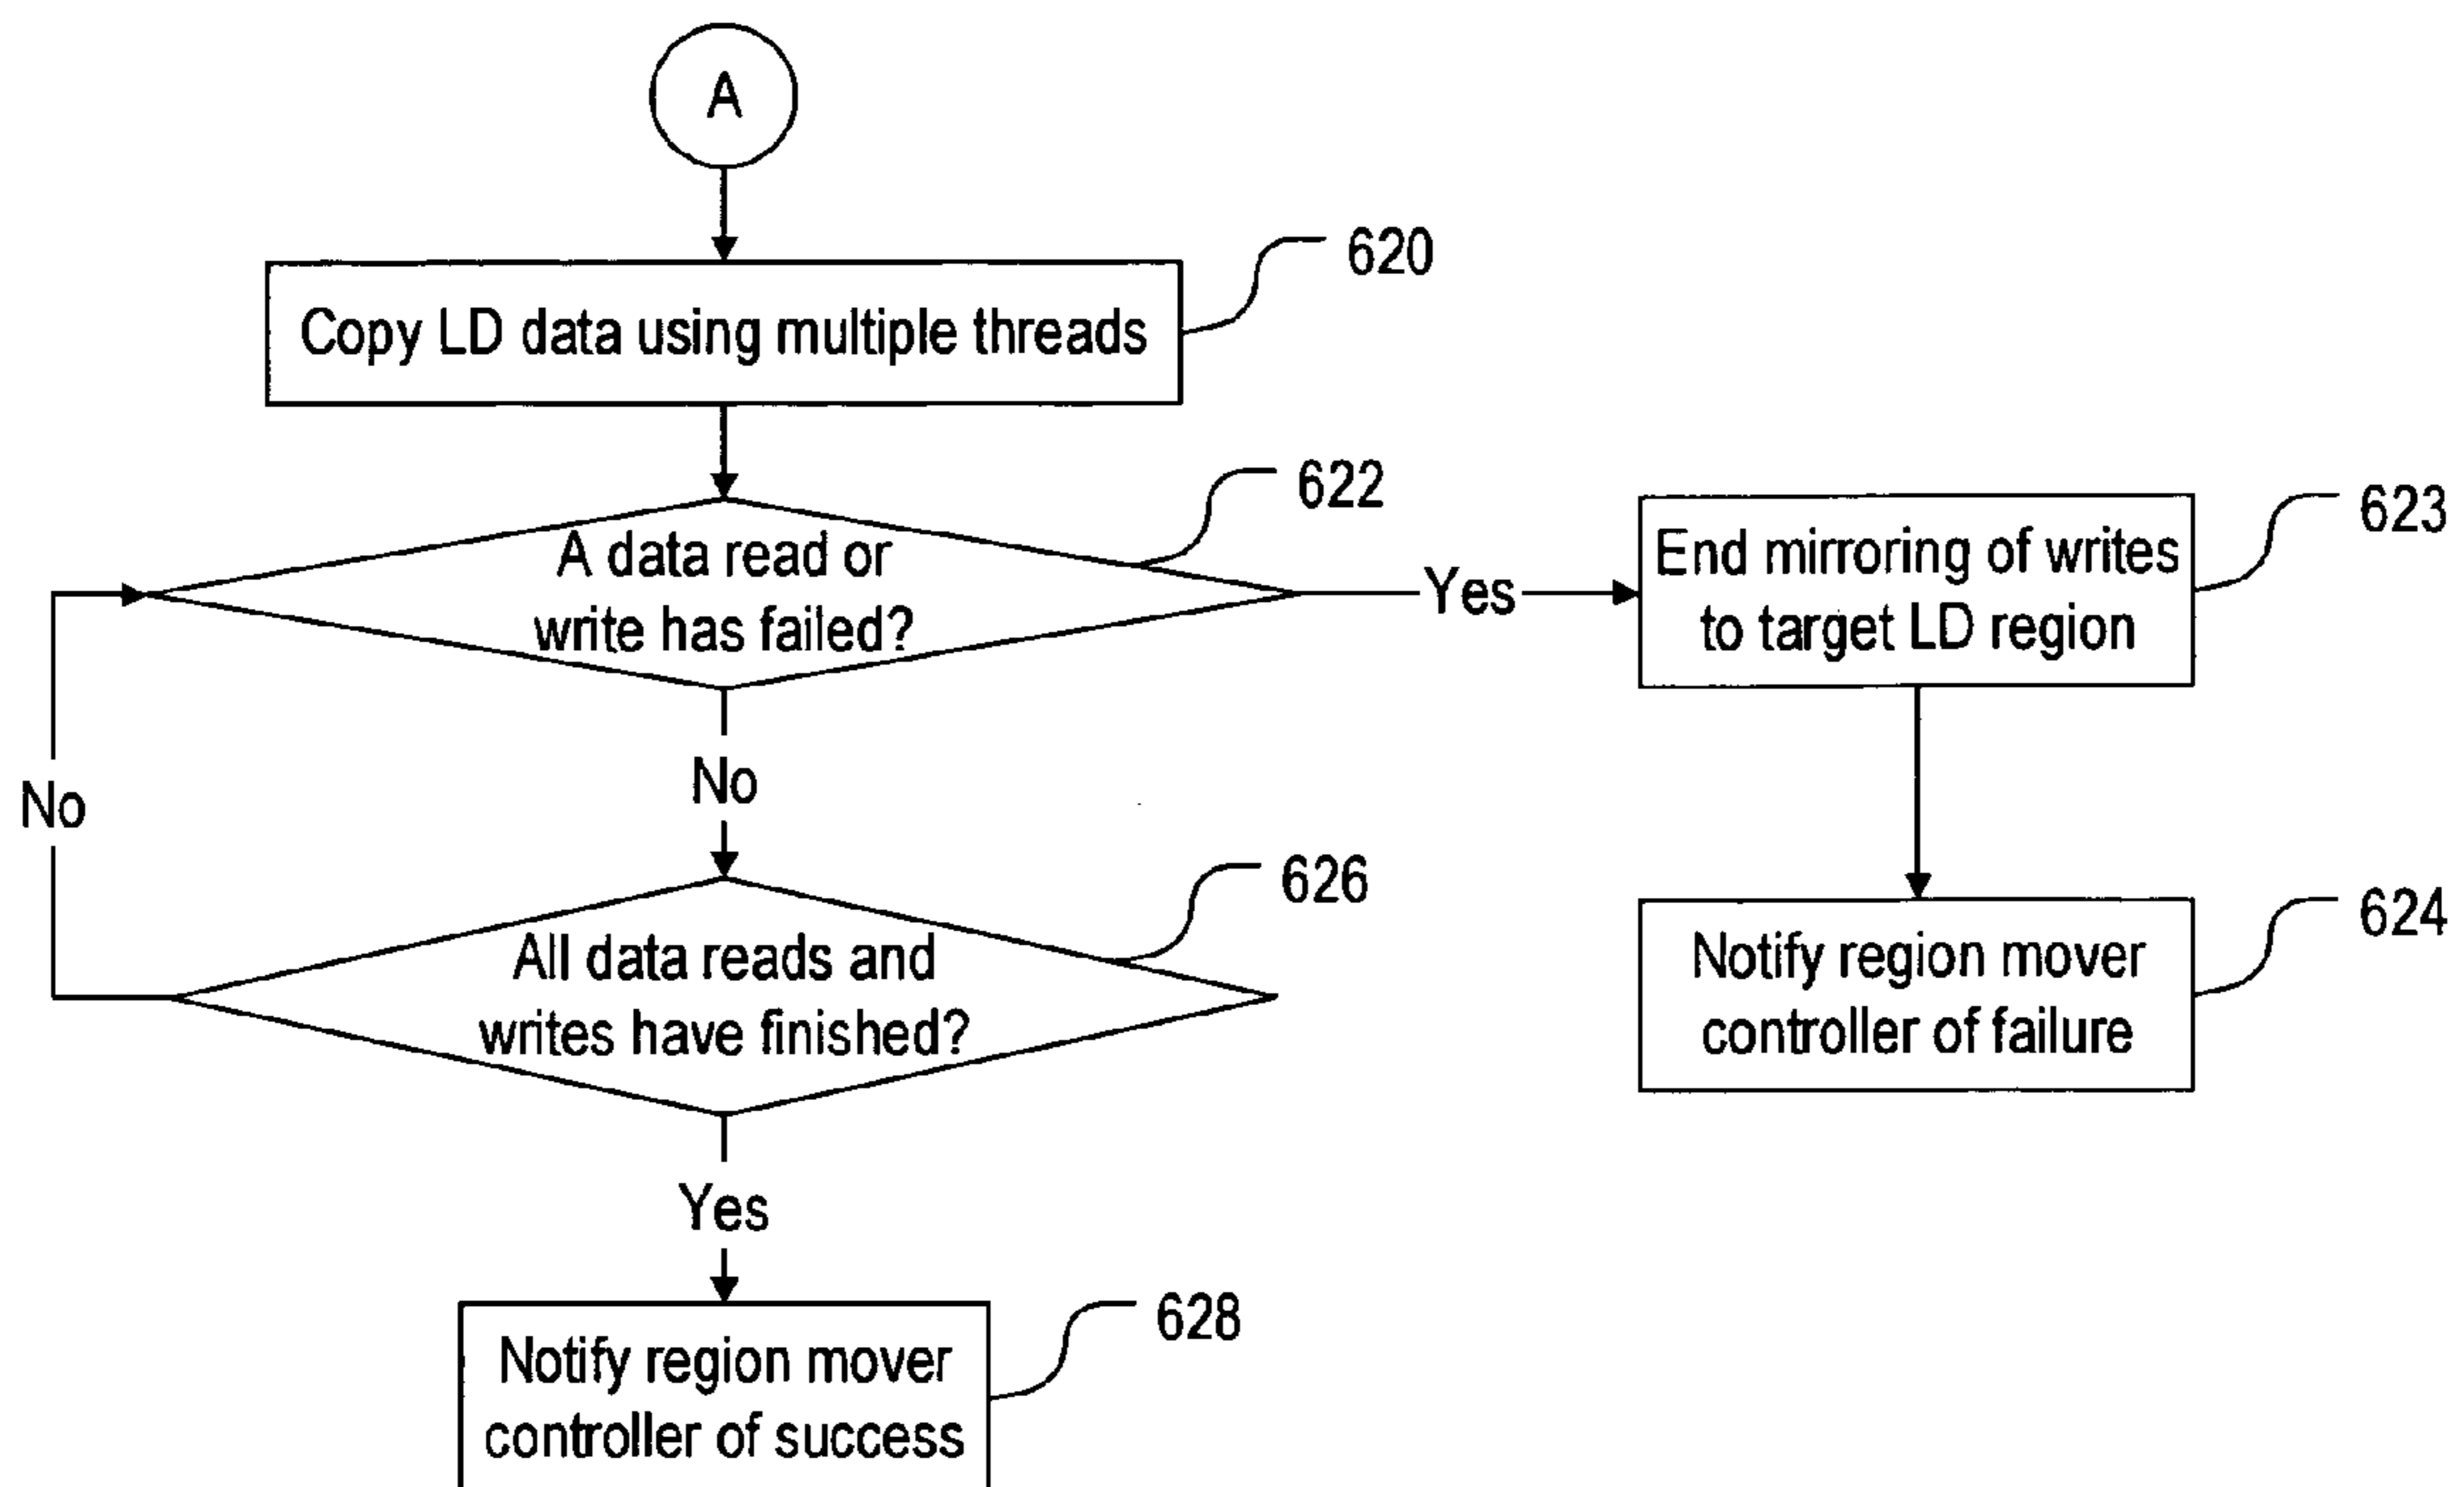 A
620
Copy LD data using multiple threads
622
A data read or
write has failed?
Yes
623
End mirroring of writes
to target LD region
No
No
626
All data reads and
writes have finished?
624
Notify region mover
controller of failure
Yes
628
Notify region mover
controller of success